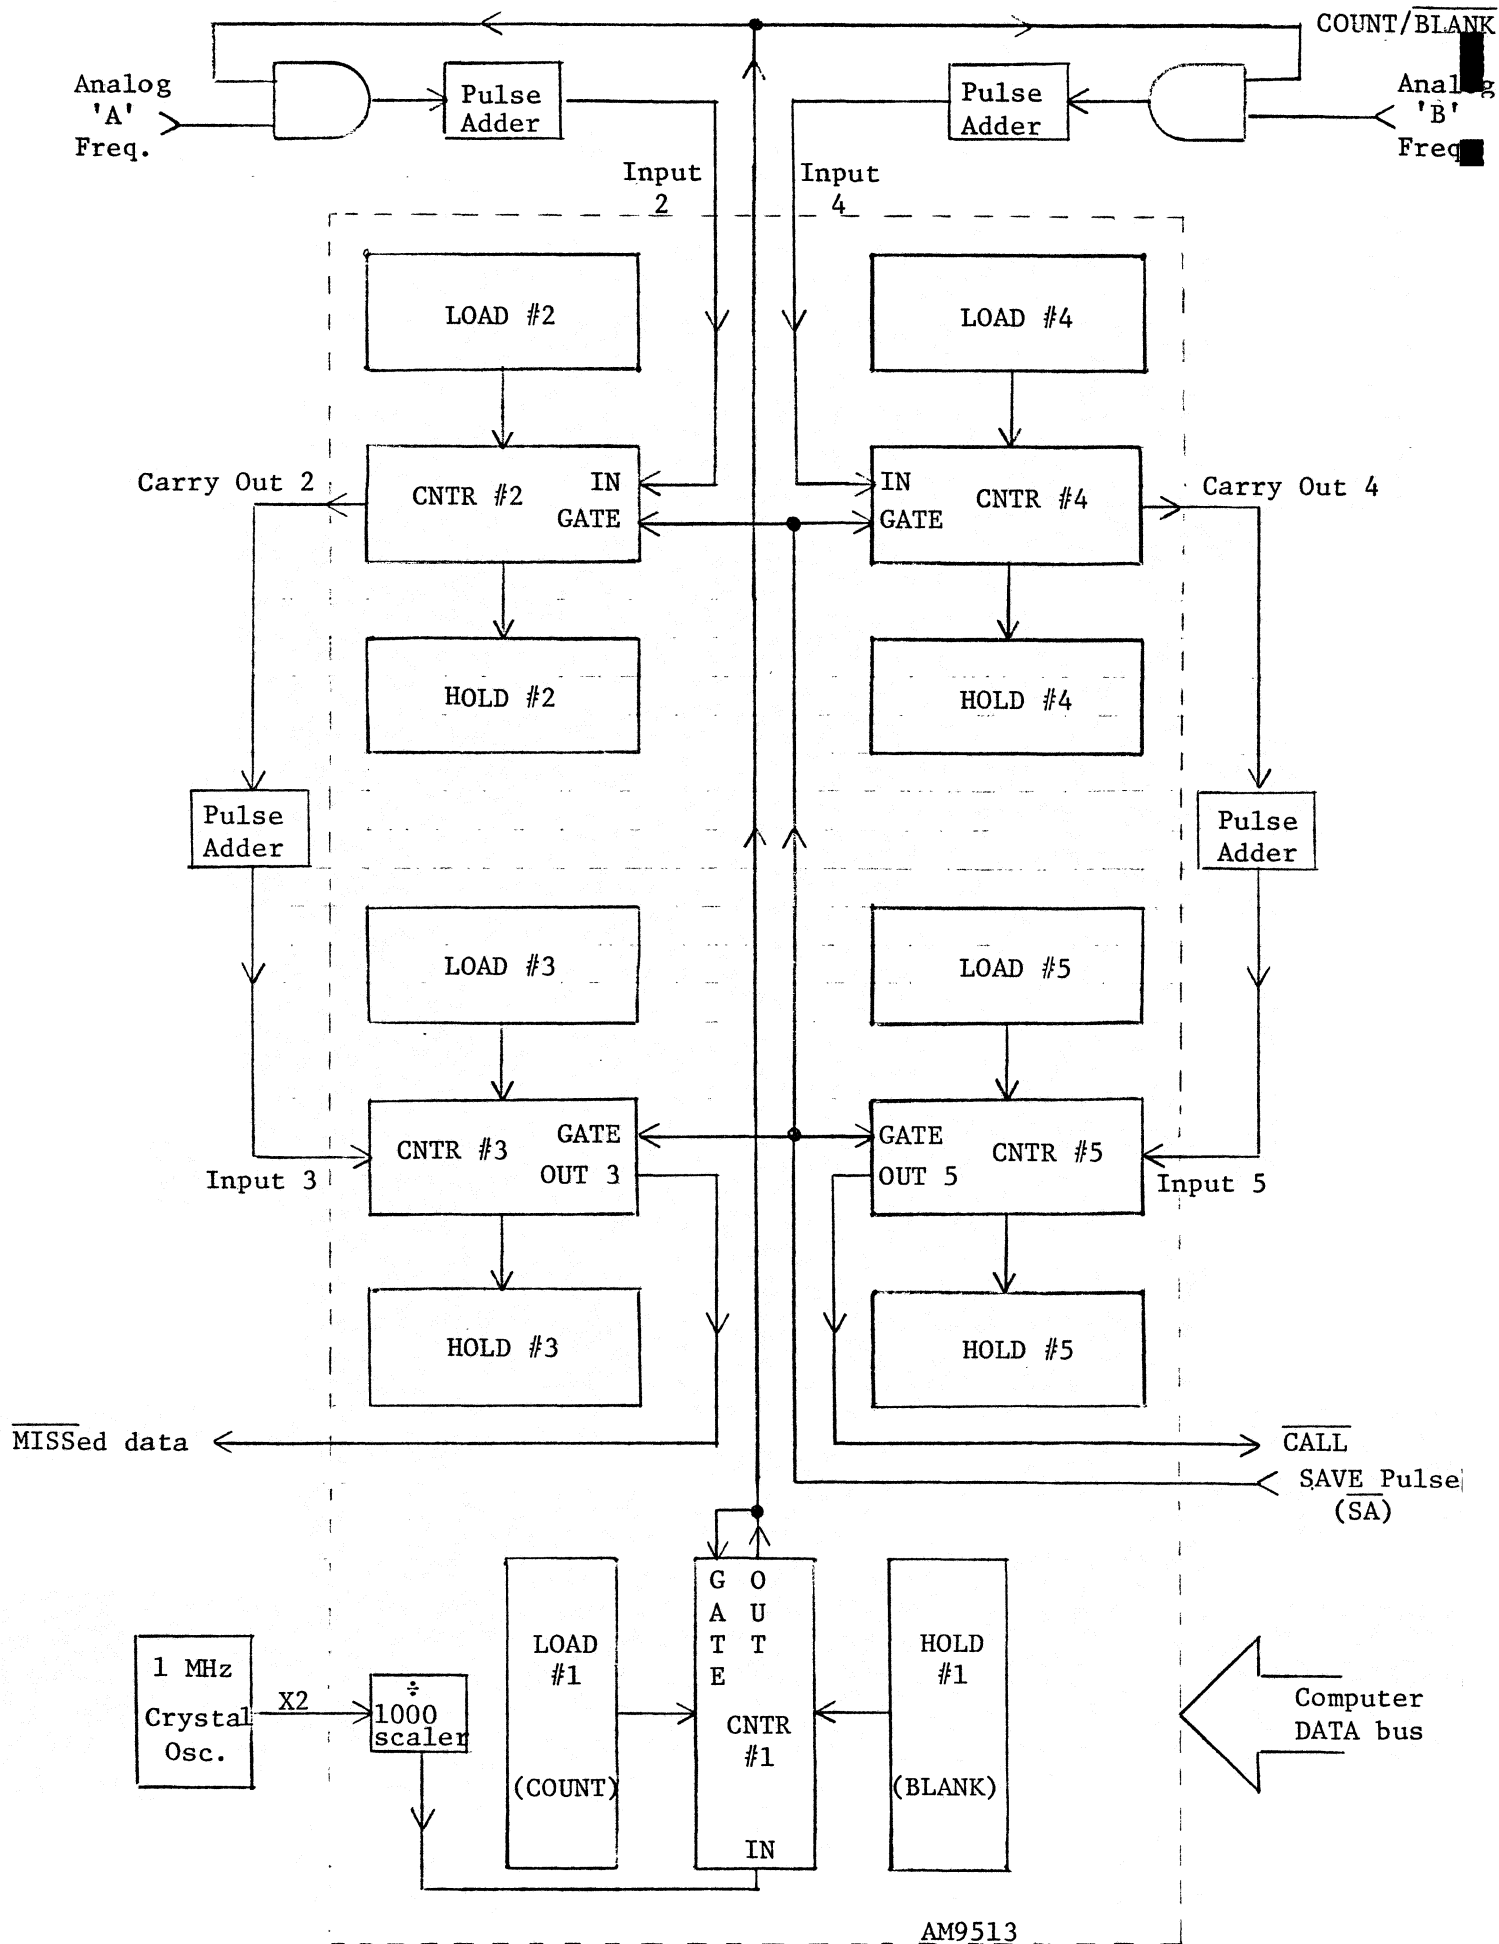 COUNT/BLANK
Analog
'A'
Freq.
Pulse
Adder
Pulse
Adder
Analog
'B'
Freq
Input
2
Input
4
LOAD #2
LOAD #4
Carry Out 2
CNTR #2
IN
GATE
IN
GATE
CNTR #4
Carry Out 4
HOLD #2
HOLD #4
Pulse
Adder
Pulse
Adder
LOAD #3
LOAD #5
CNTR #3
GATE
OUT 3
GATE
OUT 5
CNTR #5
Input 3
Input 5
HOLD #3
HOLD #5
MISSed data
CALL
SAVE Pulse
(SA)
GATE
OUT
CNTR
#1
IN
LOAD
#1
(COUNT)
HOLD
#1
(BLANK)
1 MHz
Crystal
Osc.
X2
÷
1000
scaler
Computer
DATA bus
AM9513